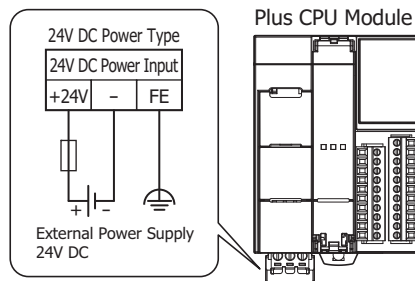 Plus CPU Module
24V DC Power Type
24V DC Power Input
+24V – FE
+ -
External Power Supply
24V DC